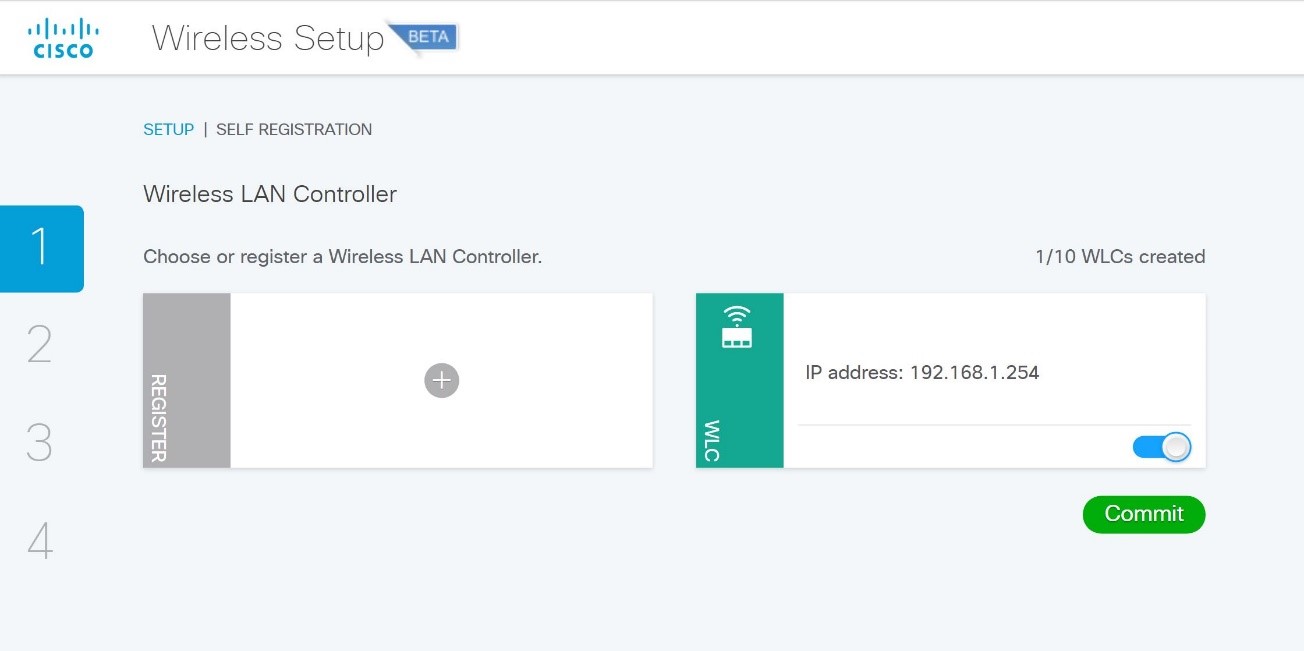 CISCO
Wireless Setup BETA
SETUP | SELF REGISTRATION
Wireless LAN Controller
1
Choose or register a Wireless LAN Controller.
1/10 WLCs created
REGISTER
WLC
IP address: 192.168.1.254
2
3
Commit
4